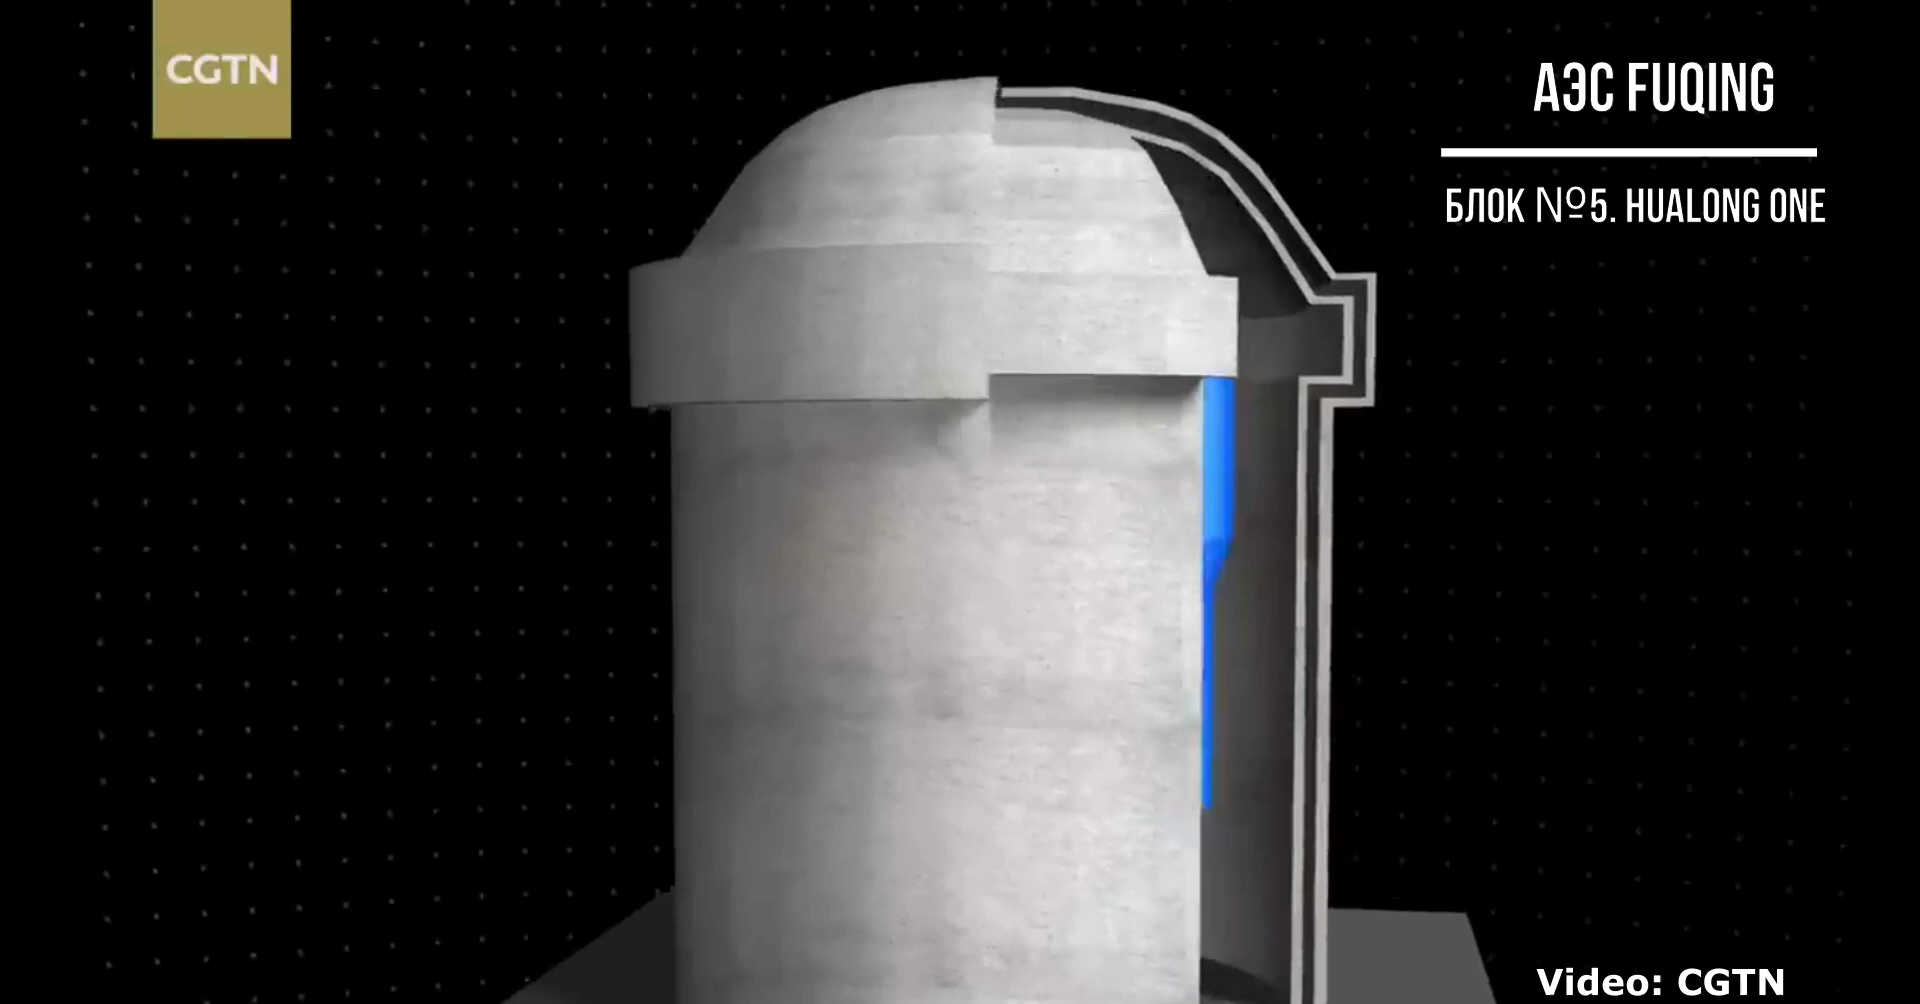 CGTN
АЭС FUQING
БЛОК №5. HUALONG ONE
Video: CGTN